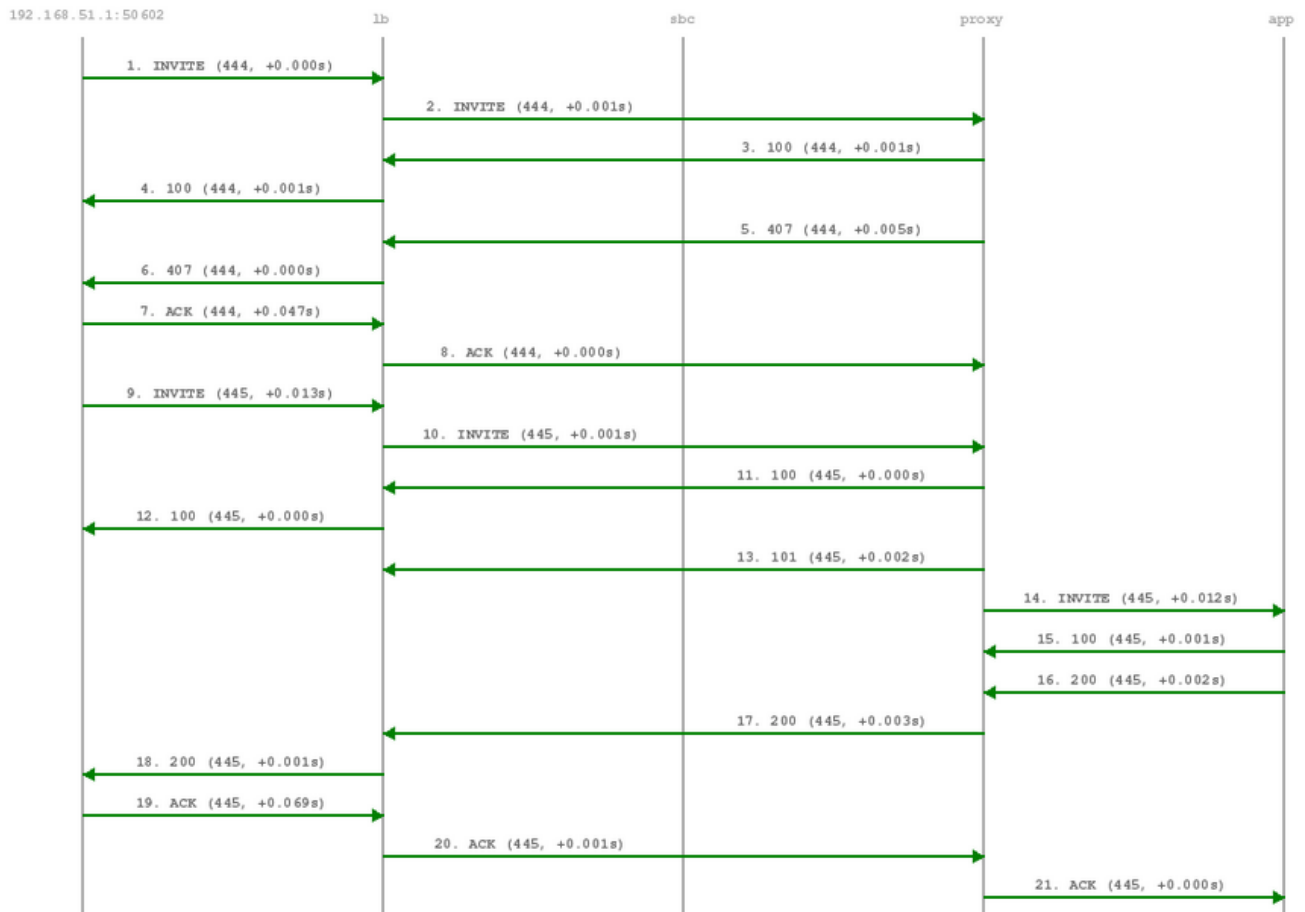 192.168.51.1:50602 lb sbc proxy app
1. INVITE (444, +0.000s)
2. INVITE (444, +0.001s)
3. 100 (444, +0.001s)
4. 100 (444, +0.001s)
5. 407 (444, +0.005s)
6. 407 (444, +0.000s)
7. ACK (444, +0.047s)
8. ACK (444, +0.000s)
9. INVITE (445, +0.013s)
10. INVITE (445, +0.001s)
11. 100 (445, +0.000s)
12. 100 (445, +0.000s)
13. 101 (445, +0.002s)
14. INVITE (445, +0.012s)
15. 100 (445, +0.001s)
16. 200 (445, +0.002s)
17. 200 (445, +0.003s)
18. 200 (445, +0.001s)
19. ACK (445, +0.069s)
20. ACK (445, +0.001s)
21. ACK (445, +0.000s)